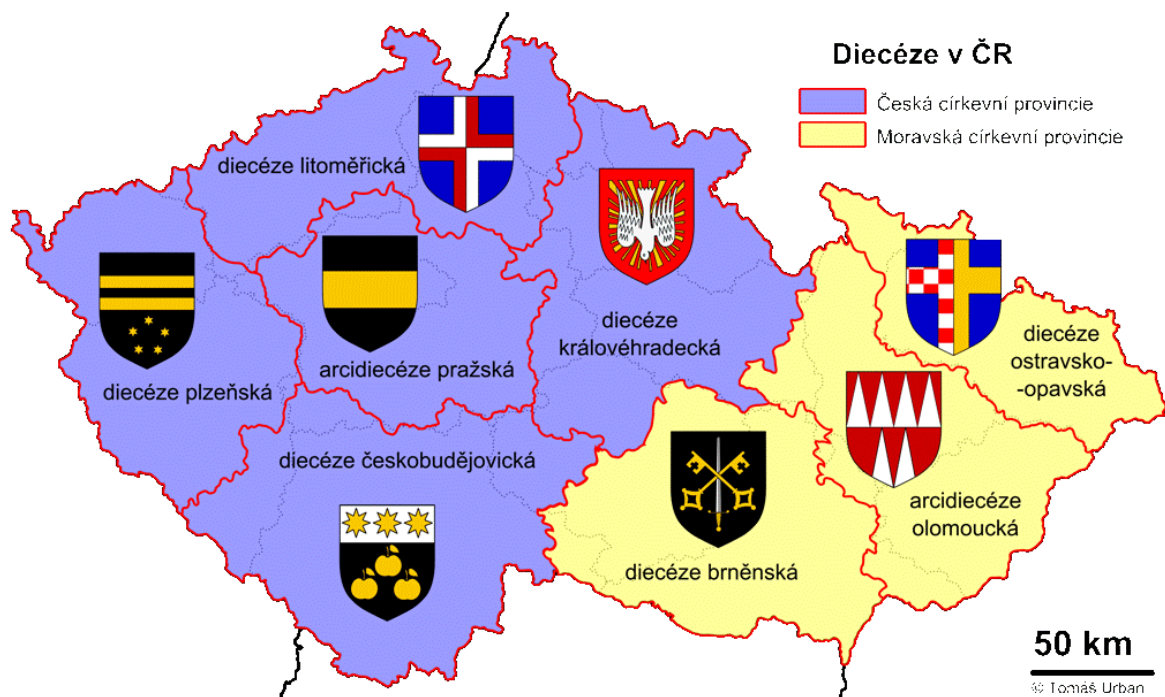 Diecéze v ČR
Česká církevní provincie
Moravská církevní provincie
diecéze litoměřická
diecéze plzeňská
arcidiecéze pražská
diecéze
královéhradecká
diecéze
ostravsko-
-opavská
diecéze českobudějovická
arcidiecéze
olomoucká
diecéze brněnská
50 km
© Tomáš Urban